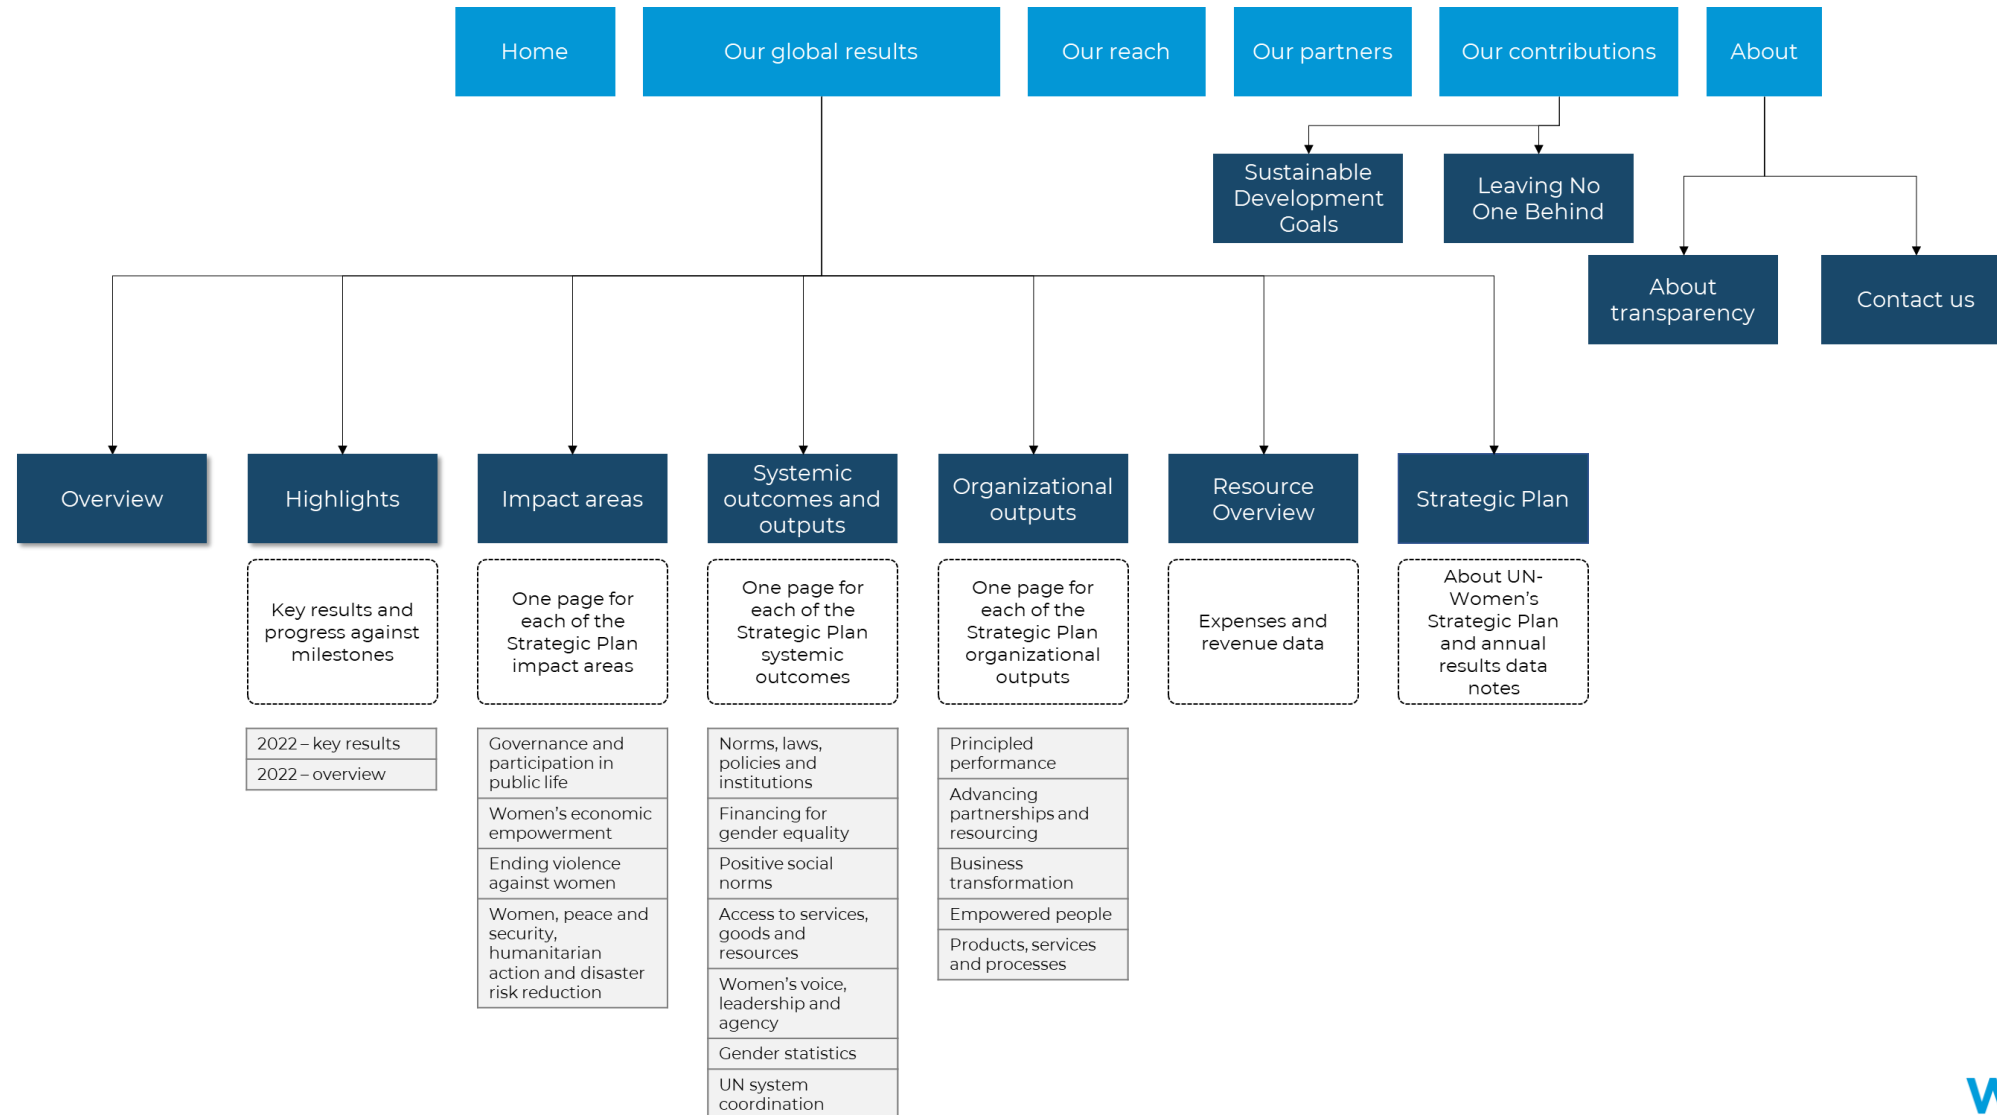 Home
Our global results
Our reach
Our partners
Our contributions
About
Sustainable
Development
Goals
Leaving No
One Behind
About
transparency
Contact us
Overview
Highlights
Impact areas
Systemic
outcomes and
outputs
Organizational
outputs
Resource
Overview
Strategic Plan
Key results and
progress against
milestones
One page for
each of the
Strategic Plan
impact areas
One page for
each of the
Strategic Plan
systemic
outcomes
One page for
each of the
Strategic Plan
organizational
outputs
Expenses and
revenue data
About UN-
Women's
Strategic Plan
and annual
results data
notes
2022 – key results
2022 – overview
Governance and
participation in
public life
Women's economic
empowerment
Ending violence
against women
Women, peace and
security,
humanitarian
action and disaster
risk reduction
Norms, laws,
policies and
institutions
Financing for
gender equality
Positive social
norms
Access to services,
goods and
resources
Women's voice,
leadership and
agency
Gender statistics
UN system
coordination
Principled
performance
Advancing
partnerships and
resourcing
Business
transformation
Empowered people
Products, services
and processes